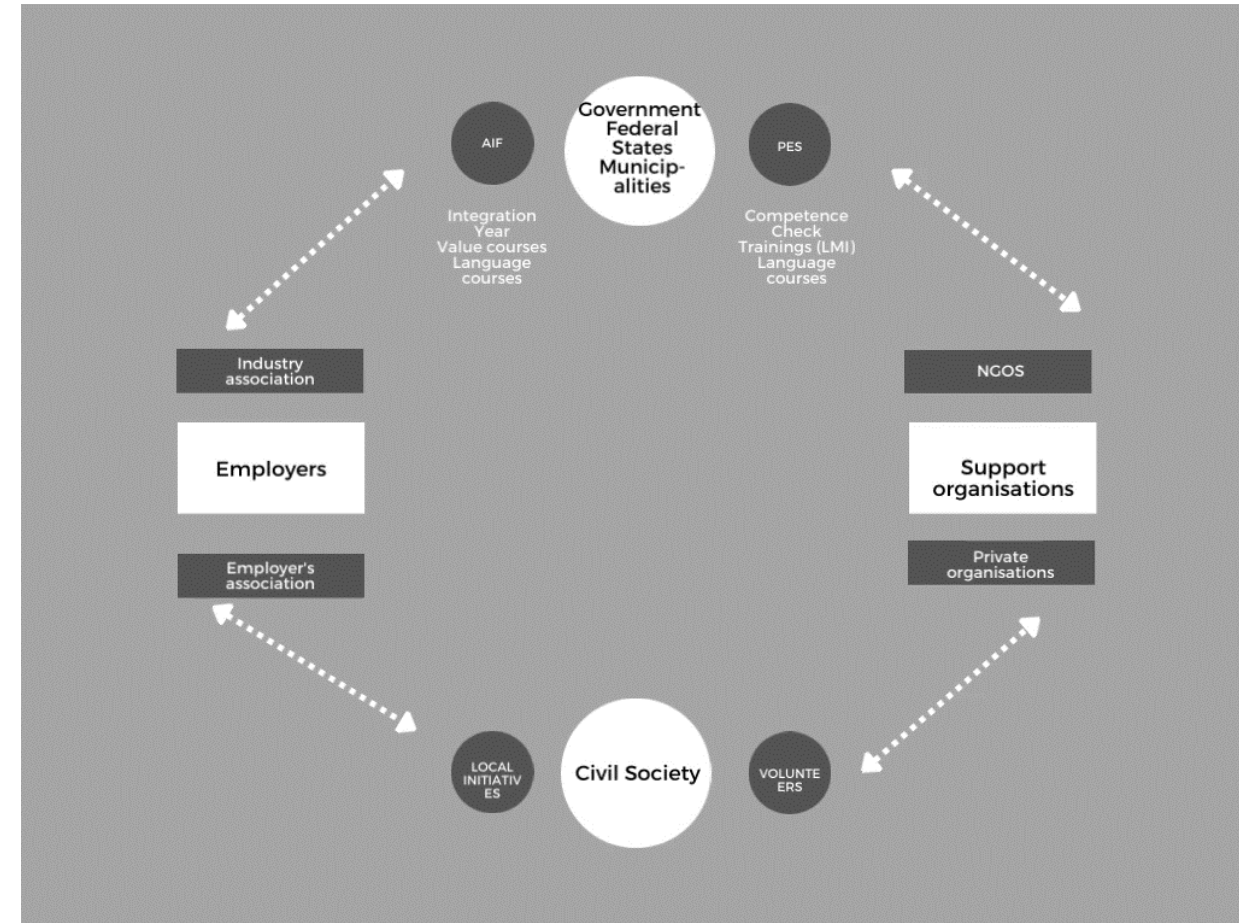 AIF
Government
Federal
States
Municip-
alities
PES
Integration
Year
Value courses
Language
courses
Competence
Check
Trainings (LMI)
Language
courses
Industry
association
NGOS
Employers
Support
organisations
Employer's
association
Private
organisations
LOCAL
INITIATIV
ES
Civil Society
VOLUNTE
ERS